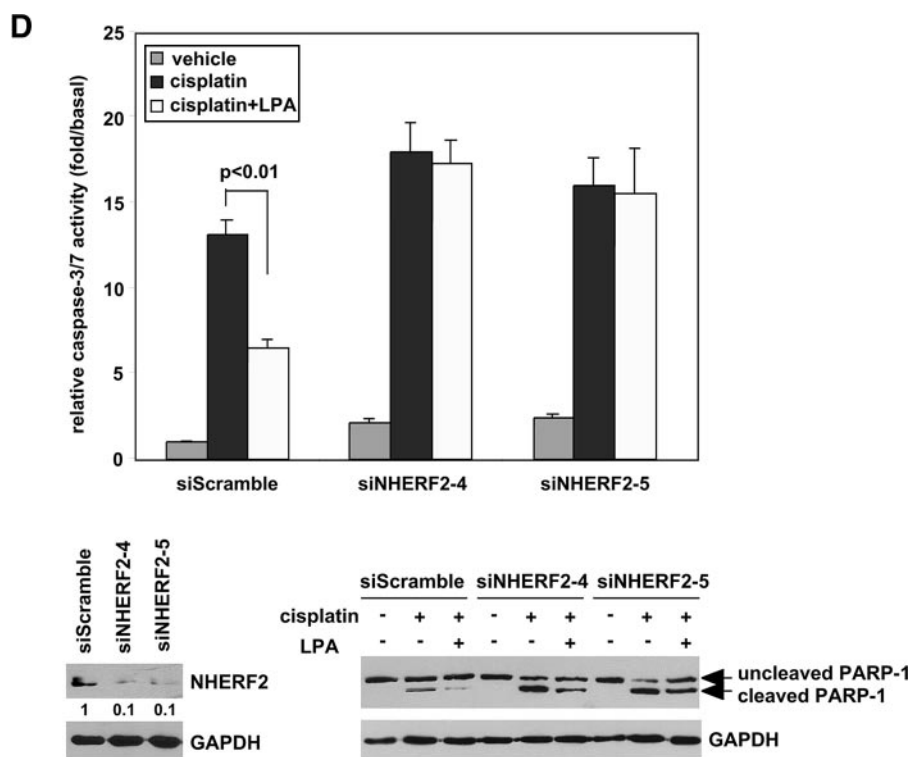 D
25
20
15
10
5
0
relative caspase-3/7 activity (fold/basal)
vehicle
cisplatin
cisplatin+LPA
p<0.01
siScramble siNHERF2-4 siNHERF2-5
siScramble
siNHERF2-4
siNHERF2-5
NHERF2
1 0.1 0.1
GAPDH
siScramble siNHERF2-4 siNHERF2-5
cisplatin - + + - + + - + +
LPA - - + - - + - - +
uncleaved PARP-1
cleaved PARP-1
GAPDH